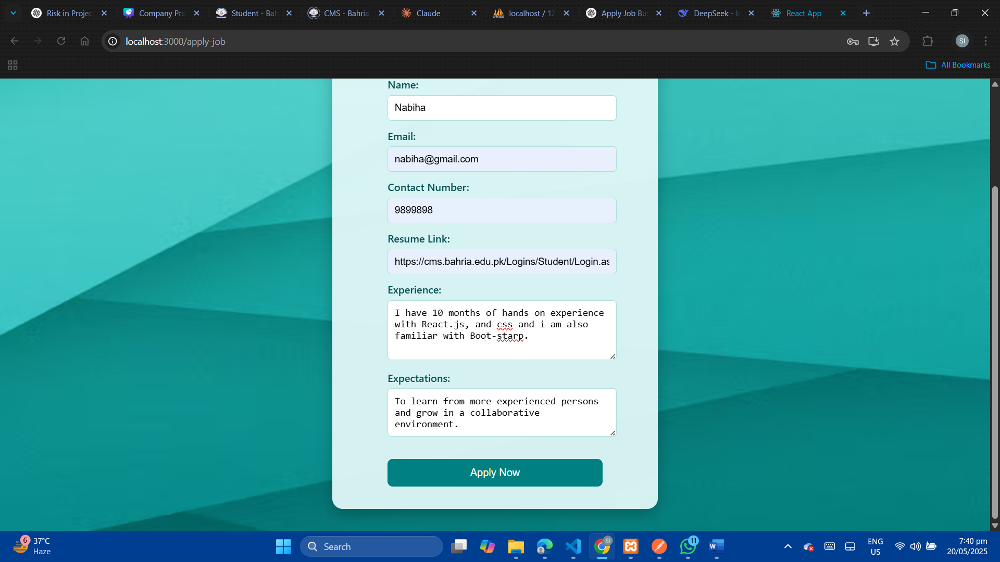 Risk in Projec
Company Pro
Student - Bah
CMS - Bahria
Claude
localhost / 12
Apply Job Bu
DeepSeek - I
React App
localhost:3000/apply-job
SI
All Bookmarks
Name:
Nabiha
Email:
nabiha@gmail.com
Contact Number:
9899898
Resume Link:
https://cms.bahria.edu.pk/Logins/Student/Login.as
Experience:
I have 10 months of hands on experience
with React.js, and css and i am also
familiar with Boot-starp.
Expectations:
To learn from more experienced persons
and grow in a collaborative
environment.
Apply Now
6
37°C
Haze
Search
SI
11
ENG
US
7:40 pm
20/05/2025